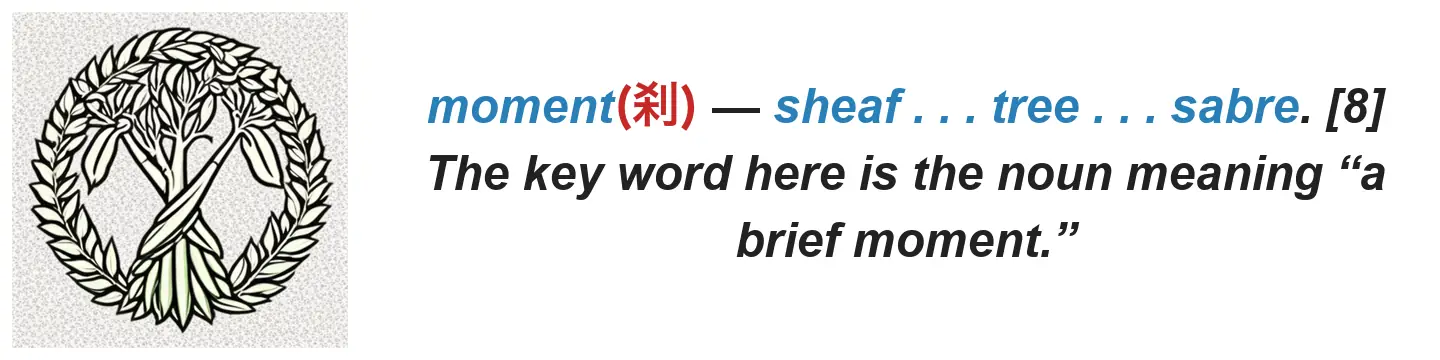 moment(刹) — sheaf . . . tree . . . sabre. [8]
The key word here is the noun meaning “a
brief moment.”